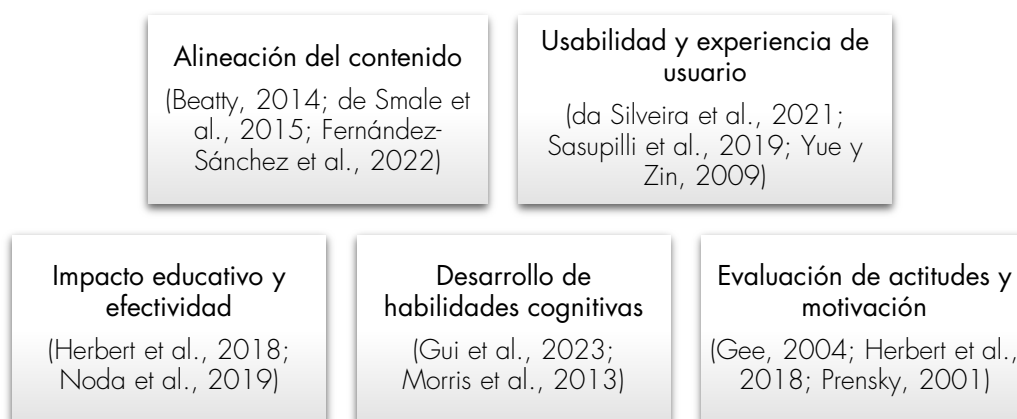 Alineación del contenido
(Beatty, 2014; de Smale et
al., 2015; Fernández-
Sánchez et al., 2022)
Usabilidad y experiencia de
usuario
(da Silveira et al., 2021;
Sasupilli et al., 2019; Yue y
Zin, 2009)
Impacto educativo y
efectividad
(Herbert et al., 2018;
Noda et al., 2019)
Desarrollo de
habilidades cognitivas
(Gui et al., 2023;
Morris et al., 2013)
Evaluación de actitudes y
motivación
(Gee, 2004; Herbert et al.,
2018; Prensky, 2001)